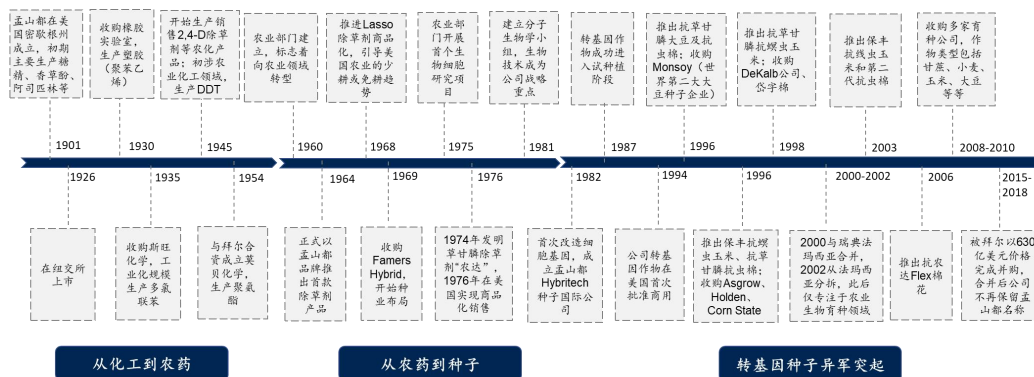 孟山都在美
国密歇根州
成立,初期
主要生产糖
精、香草酚、
阿司匹林等
收购橡胶
实验室,
生产塑胶
(聚苯乙
烯)
开始生产销
售2,4-D除草
剂等农化产
品;初涉农
业化工领域,
生产DDT
农业部门建
立,标志着
向农业领域
转型
推进Lasso
除草剂商品
化,引导美
国农业的少
耕或免耕趋
势
农业部
门开展
首个生
物细胞
研究项
目
建立分子
生物学小
组,生物
技术成为
公司战略
重点
转基因作
物成功进
入试种植
阶段
推出抗草甘
膦大豆及抗
虫棉;收购
Monsoy(世
界第二大大
豆种子企业)
推出抗草甘
膦抗螟虫玉
米;收购
DeKalb公司、
岱字棉
推出保丰
抗线虫玉
米和第二
代抗虫棉
收购多家育
种公司,作
物类型包括
甘蔗、小麦、
玉米、大豆
等等
1901
1930
1945
1960
1968
1975
1981
1987
1996
1998
2003
2008-2010
1926
1935
1954
1964
1969
1976
1982
1994
1996
2000-2002
2006
2015-
2018
在纽交所
上市
收购斯旺
化学,工
业化规模
生产多氯
联苯
与拜尔合
资成立莫
贝化学,
生产聚氨
酯
正式以
孟山都
品牌推
出首款
除草剂
产品
收购
Famers
Hybrid,
开始种
业布局
1974年发明
草甘膦除草
剂“农达”,
1976年在美
国实现商品
化销售
首次改造细
胞基因,成
立孟山都
Hybritech
种子国际公
司
公司转基
因作物在
美国首次
批准商用
推出保丰抗螟
虫玉米、抗草
甘膦抗虫棉;
收购Asgrow、
Holden、
Corn State
2000与瑞典法
玛西亚合并,
2002从法玛西
亚分拆,此后
仅专注于农业
生物育种领域
推出抗农
达Flex棉
花
被拜尔以630
亿美元价格
完成并购,
合并后公司
不再保留孟
山都名称
从化工到农药
从农药到种子
转基因种子异军突起